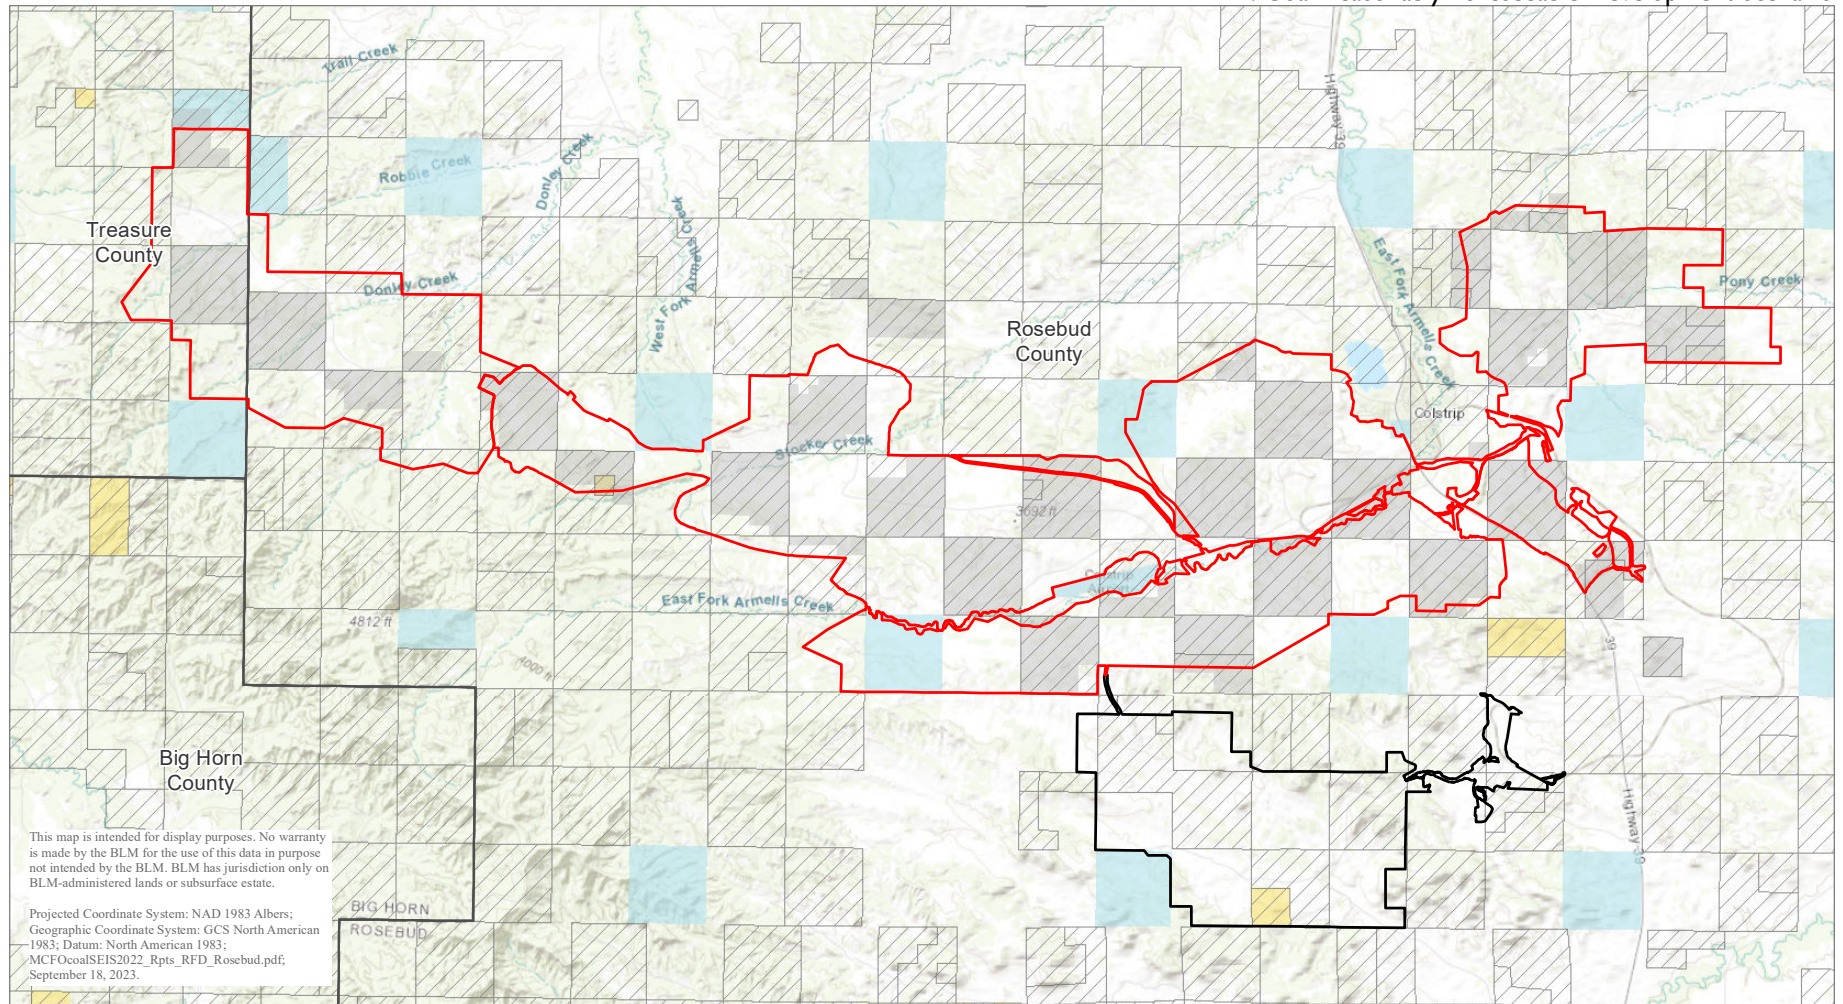 Trail Creek
Highway 39
Robbie Creek
Donley Creek
Treasure
County
West Fork Armells Creek
East Fork Armells Creek
Donley Creek
Pony Creek
Rosebud
County
Colstrip
Stocker Creek
3692 ft
Colstrip
Airport
East Fork Armells Creek
4812 ft
39
4000 ft
Big Horn
County
Highway 39
This map is intended for display purposes. No warranty
is made by the BLM for the use of this data in purpose
not intended by the BLM. BLM has jurisdiction only on
BLM-administered lands or subsurface estate.
BIG HORN
ROSEBUD
Projected Coordinate System: NAD 1983 Albers;
Geographic Coordinate System: GCS North American
1983; Datum: North American 1983;
MCFOcoalSEIS2022_Rpts_RFD_Rosebud.pdf;
September 18, 2023.